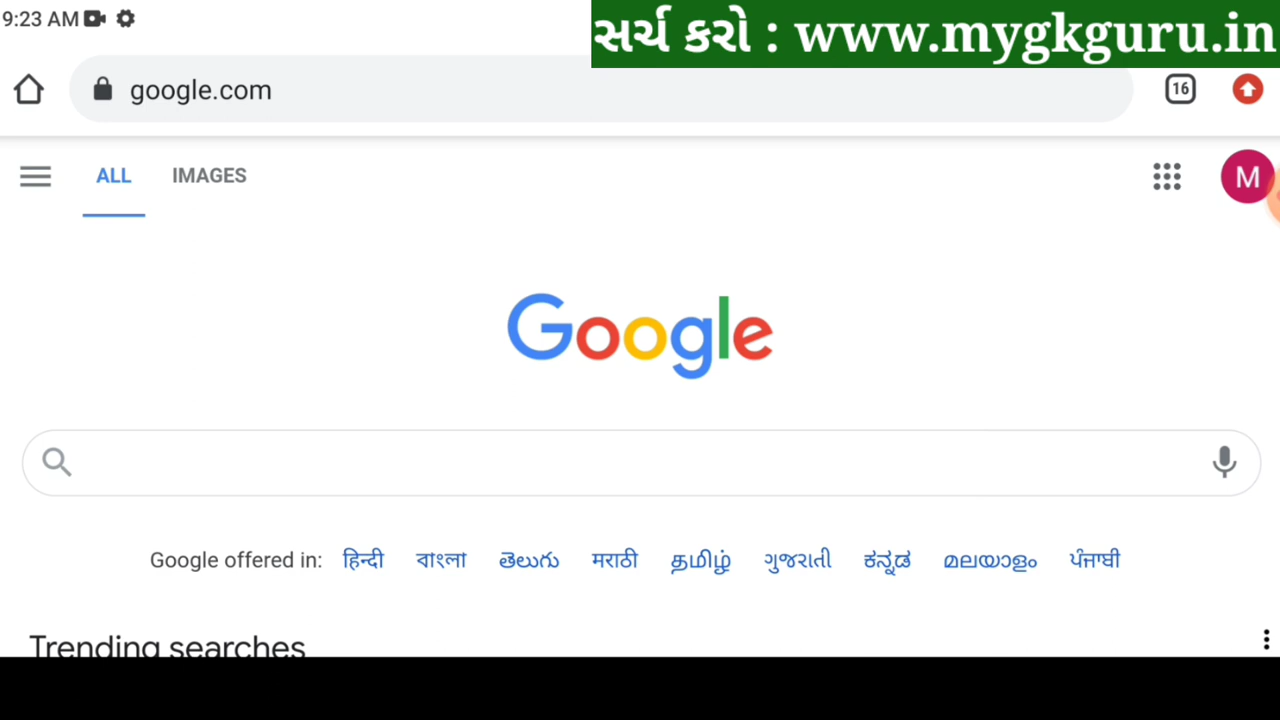 9:23 AM
સર્ચ કરો : www.mygkguru.in
google.com
16
ALL IMAGES
M
Google
Google offered in: हिन्दी বাংলা తెలుగు मराठी தமிழ் ગુજરાતી ಕನ್ನಡ മലയാളം ਪੰਜਾਬੀ
Trending searches